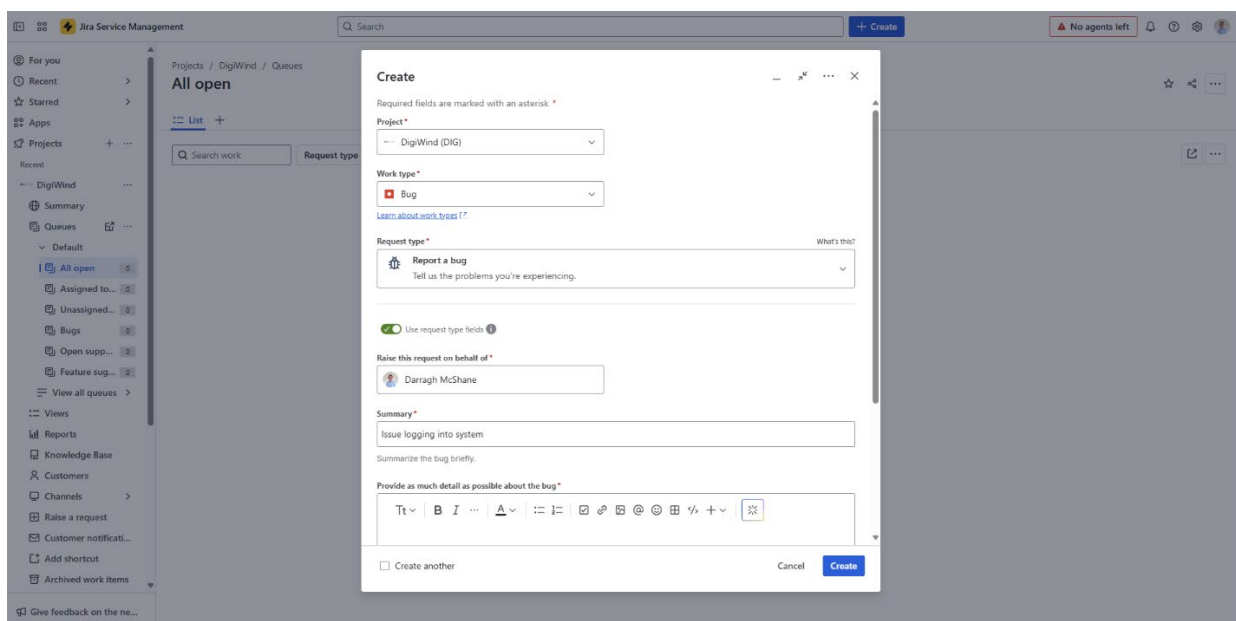 Jira Service Management
Search
+ Create
No agents left
For you
Recent
Starred
Apps
Projects
Recent
DigiWind
Summary
Queues
Default
All open 0
Assigned to... 0
Unassigned... 0
Bugs 0
Open supp... 0
Feature sug... 0
View all queues
Views
Reports
Knowledge Base
Customers
Channels
Raise a request
Customer notificati...
Add shortcut
Archived work items
Give feedback on the ne...
Projects / DigiWind / Queues
All open
List
Search work
Request type
Create
Required fields are marked with an asterisk *
Project*
DigiWind (DIG)
Work type*
Bug
Learn about work types
Request type* What's this?
Report a bug
Tell us the problems you're experiencing.
Use request type fields
Raise this request on behalf of*
Darragh McShane
Summary*
Issue logging into system
Summarize the bug briefly.
Provide as much detail as possible about the bug*
Tt B I ... A
Create another
Cancel Create